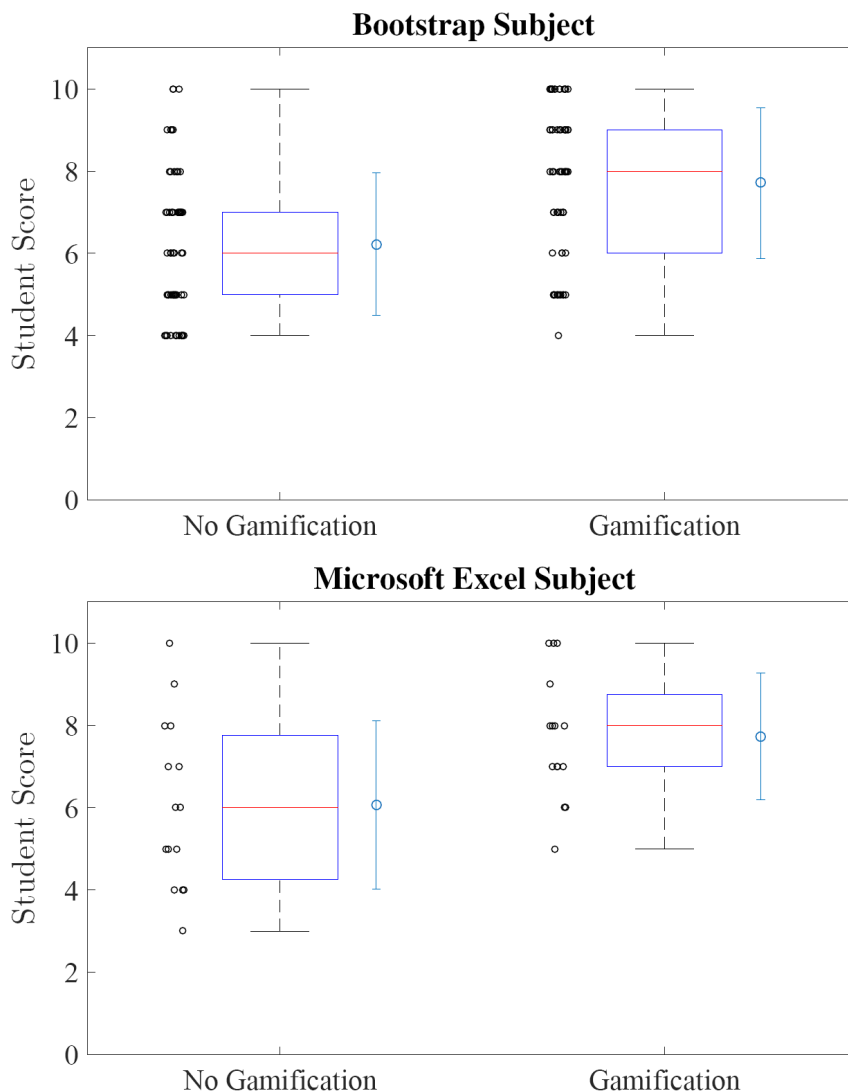 Bootstrap Subject
10
8
6
4
2
0
Student Score
No Gamification
Gamification
Microsoft Excel Subject
10
8
6
4
2
0
Student Score
No Gamification
Gamification